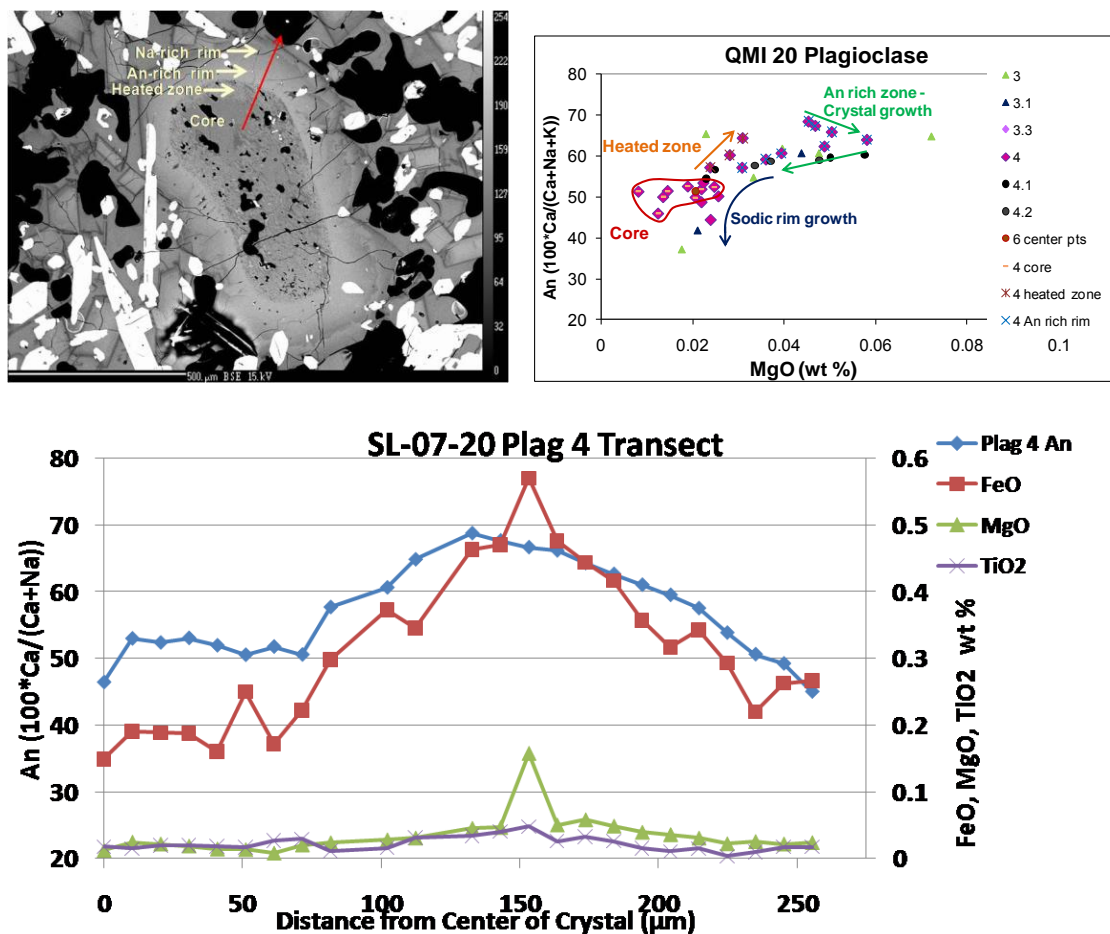 254
222
190
159
127
95
64
32
0
Na-rich rim
An-rich rim
Heated zone
Core
500.µm BSE 15.kV
QMI 20 Plagioclase
An (100*Ca/(Ca+Na+K))
80
70
60
50
40
30
20
0
0.02
0.04
0.06
0.08
0.1
MgO (wt %)
An rich zone -
Crystal growth
Heated zone
Core
Sodic rim growth
3
3.1
3.3
4
4.1
4.2
6 center pts
4 core
4 heated zone
4 An rich rim
SL-07-20 Plag 4 Transect
An (100*Ca/(Ca+Na))
80
70
60
50
40
30
20
0.6
0.5
0.4
0.3
0.2
0.1
0
FeO, MgO, TiO2 wt %
0
50
100
150
200
250
Distance from Center of Crystal (µm)
Plag 4 An
FeO
MgO
TiO2